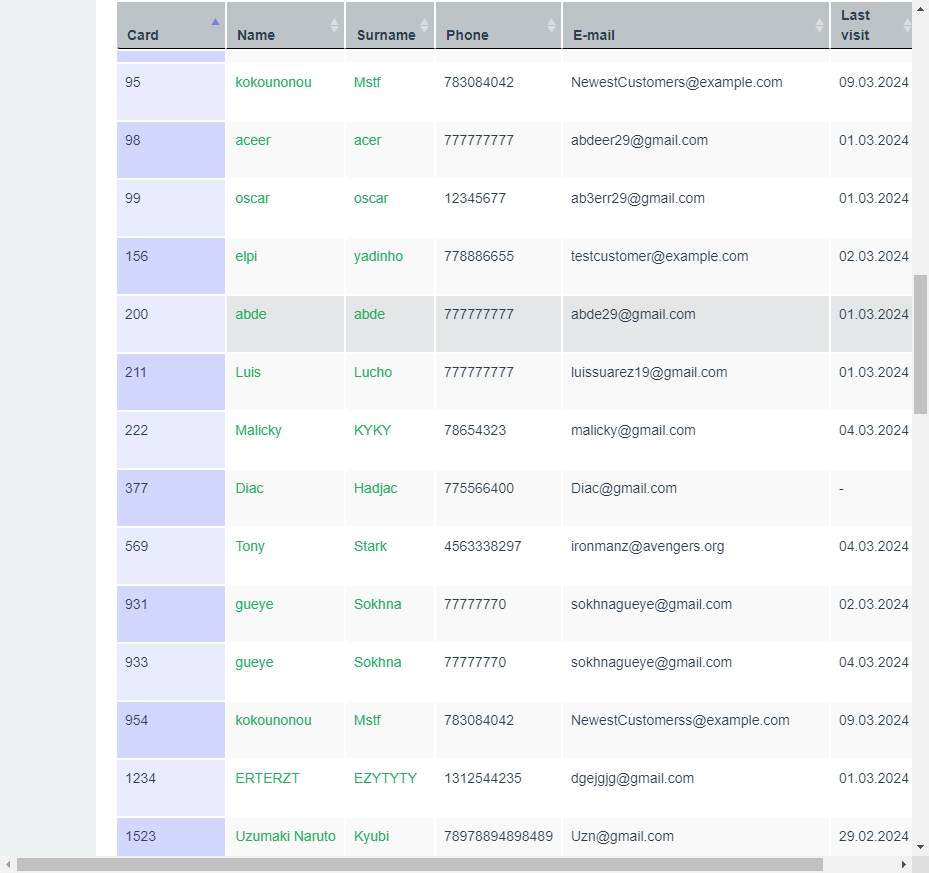 Card Name Surname Phone E-mail Last visit
95 kokounonou Mstf 783084042 NewestCustomers@example.com 09.03.2024
98 aceer acer 777777777 abdeer29@gmail.com 01.03.2024
99 oscar oscar 12345677 ab3err29@gmail.com 01.03.2024
156 elpi yadinho 778886655 testcustomer@example.com 02.03.2024
200 abde abde 777777777 abde29@gmail.com 01.03.2024
211 Luis Lucho 777777777 luissuarez19@gmail.com 01.03.2024
222 Malicky KYKY 78654323 malicky@gmail.com 04.03.2024
377 Diac Hadjac 775566400 Diac@gmail.com -
569 Tony Stark 4563338297 ironmanz@avengers.org 04.03.2024
931 gueye Sokhna 77777770 sokhnagueye@gmail.com 02.03.2024
933 gueye Sokhna 77777770 sokhnagueye@gmail.com 04.03.2024
954 kokounonou Mstf 783084042 NewestCustomerss@example.com 09.03.2024
1234 ERTERZT EZYTYTY 1312544235 dgejgjg@gmail.com 01.03.2024
1523 Uzumaki Naruto Kyubi 78978894898489 Uzn@gmail.com 29.02.2024